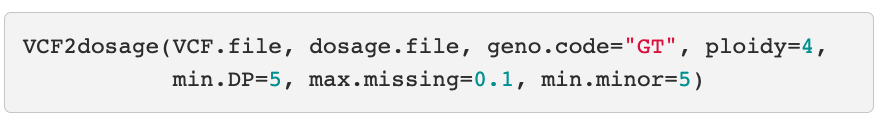 VCF2dosage(VCF.file, dosage.file, geno.code="GT", ploidy=4,
min.DP=5, max.missing=0.1, min.minor=5)